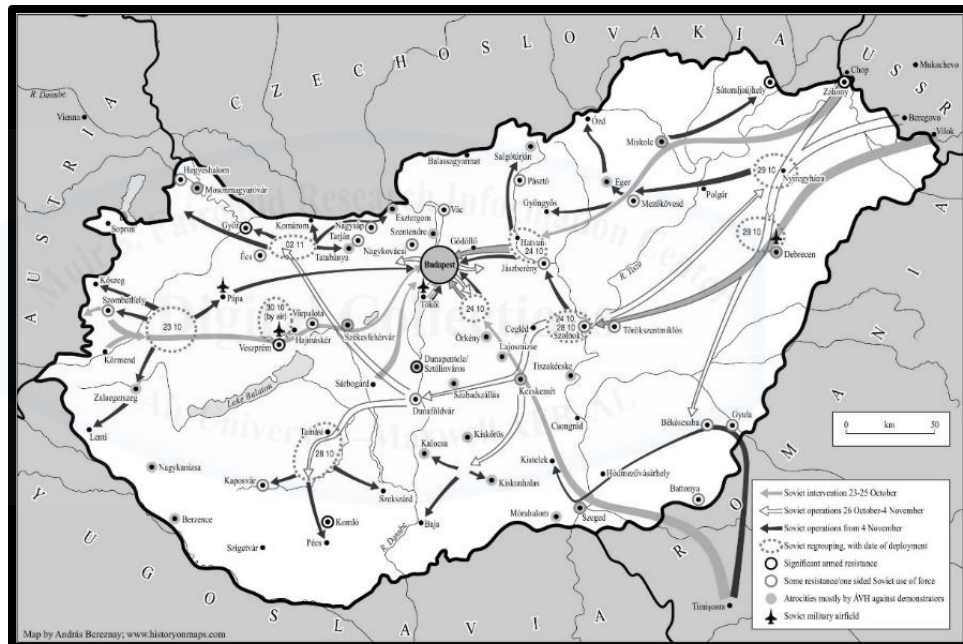 CZECHOSLOVAKIA
USSR
AUSTRIA
YUGOSLAVIA
ROMANIA
R. Danube
Vienna
Mukachevo
Chop
Záhony
Beregovo
Vilok
Sátoraljaújhely
Ózd
Miskolc
Salgótarján
Balassagyarmat
Pásztó
Eger
Gyöngyös
Mezőkövesd
Polgár
29 10
Nyíregyháza
28 10
Debrecen
Hegyeshalom
Mosonmagyaróvár
Sopron
Győr
Komárom
Nagysáp
Esztergom
Vác
Szentendre
Tarján
02 11
Tatabánya
Nagykovácsi
Écs
Gödöllő
Hatvan
24 10
Budapest
Jászberény
R. Tisza
Kőszeg
Szombathely
Pápa
23 10
30 10
(by air)
Várpalota
Hajmáskér
Veszprém
Székesfehérvár
Tököl
24 10
24 10
28 10
Szolnok
Törökszentmiklós
Cegléd
Örkény
Lajosmizse
Körmend
Zalaegerszeg
Lake Balaton
Sárbogárd
Dunapentele/
Sztálinváros
Szabadszállás
Tiszakécske
Kecskemét
Dunaföldvár
Lenti
Tamási
28 10
Kalocsa
Kiskőrös
Csongrád
Békéscsaba
Gyula
Nagykanizsa
Kaposvár
Szekszárd
Kiskunhalas
Kistelek
Hódmezővásárhely
Battonya
Berzence
Komló
Baja
Mórahalom
Szeged
Szigetvár
Pécs
R. Danube
Timişoara
0 50
km
Soviet intervention 23-25 October
Soviet operations 26 October-4 November
Soviet operations from 4 November
Soviet regrouping, with date of deployment
Significant armed resistance
Some resistance/one sided Soviet use of force
Atrocities mostly by ÁVH against demonstrators
Soviet military airfield
Map by András Bereznay; www.historyonmaps.com